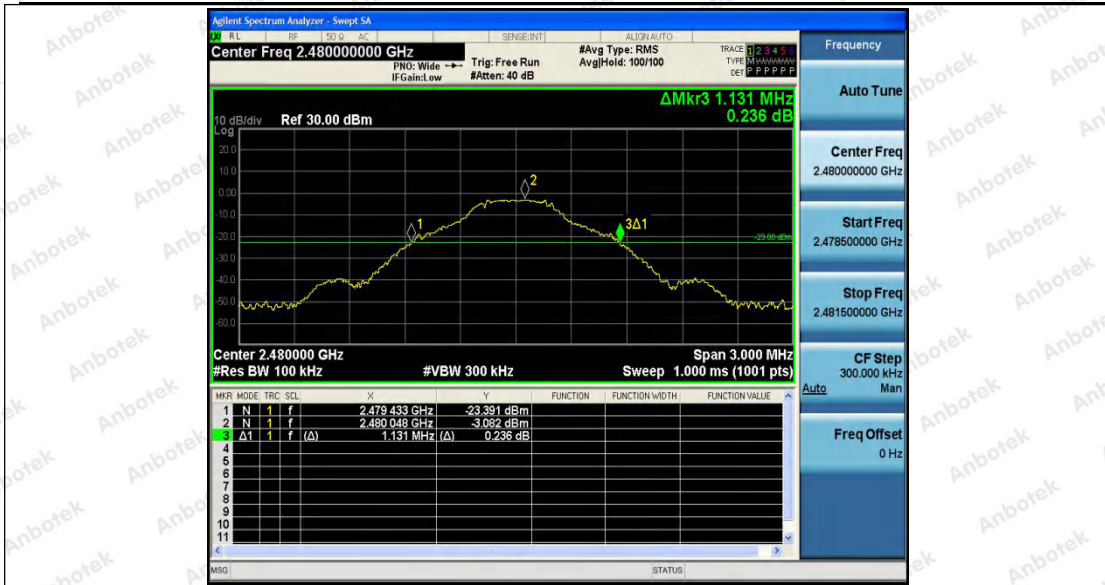 Agilent Spectrum Analyzer - Swept SA
LXI RL RF 50 Ω AC SENSE:INT ALIGN AUTO
Center Freq 2.480000000 GHz
PNO: Wide
IFGain:Low
Trig: Free Run
#Atten: 40 dB
#Avg Type: RMS
Avg|Hold: 100/100
TRACE 1 2 3 4 5 6
TYPE M
DET P P P P P P
ΔMkr3 1.131 MHz
0.236 dB
10 dB/div Ref 30.00 dBm
Log
20.0
10.0
0.00
-10.0
-20.0
-30.0
-40.0
-50.0
-60.0
1
2
3Δ1
-23.08 dBm
Center 2.480000 GHz Span 3.000 MHz
#Res BW 100 kHz #VBW 300 kHz Sweep 1.000 ms (1001 pts)
MKR MODE TRC SCL X Y FUNCTION FUNCTION WIDTH FUNCTION VALUE
1 N 1 f 2.479 433 GHz -23.391 dBm
2 N 1 f 2.480 048 GHz -3.082 dBm
3 Δ1 1 f (Δ) 1.131 MHz (Δ) 0.236 dB
4
5
6
7
8
9
10
11
MSG STATUS
Frequency
Auto Tune
Center Freq
2.480000000 GHz
Start Freq
2.478500000 GHz
Stop Freq
2.481500000 GHz
CF Step
300.000 kHz
Auto Man
Freq Offset
0 Hz
Anbotek